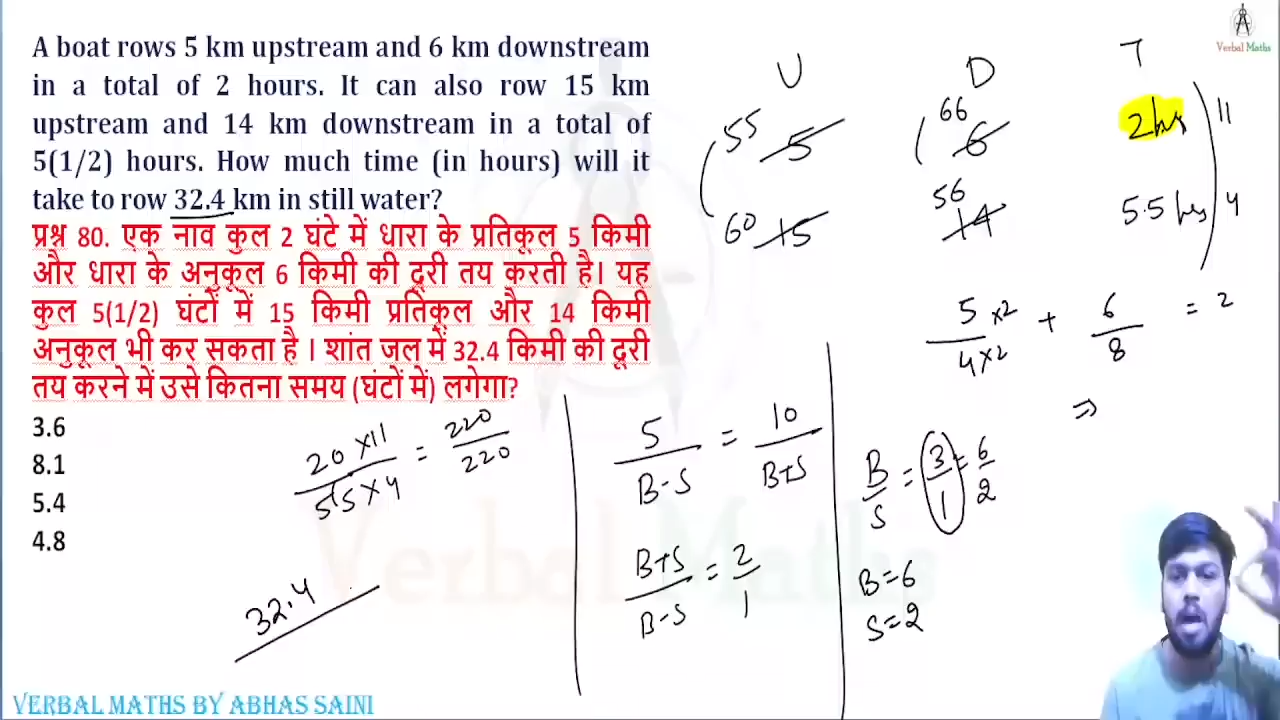 A boat rows 5 km upstream and 6 km downstream
in a total of 2 hours. It can also row 15 km
upstream and 14 km downstream in a total of
5(1/2) hours. How much time (in hours) will it
take to row 32.4 km in still water?
प्रश्न 80. एक नाव कुल 2 घंटे में धारा के प्रतिकूल 5 किमी
और धारा के अनुकूल 6 किमी की दूरी तय करती है। यह
कुल 5(1/2) घंटों में 15 किमी प्रतिकूल और 14 किमी
अनुकूल भी कर सकता है । शांत जल में 32.4 किमी की दूरी
तय करने में उसे कितना समय (घंटों में) लगेगा?
3.6
8.1
5.4
4.8
20×11 / 55×4 = 220 / 220
32.4
U D T
55 5 66 6 2hrs 11
60 15 56 14 5.5 hrs 4
5×2 / 4×2 + 6 / 8 = 2
⇒
5 / B-S = 10 / B+S
B+S / B-S = 2 / 1
B / S = 3 / 1 = 6 / 2
B=6
S=2
Verbal Maths
Verbal Maths
VERBAL MATHS BY ABHAS SAINI